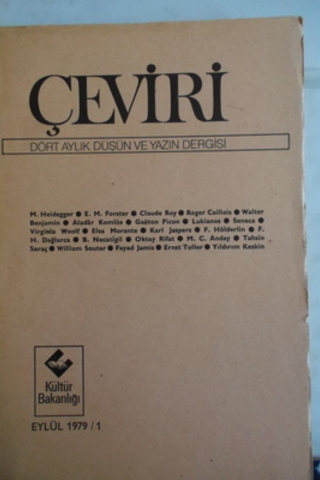 ÇEVİRİ
DÖRT AYLIK DÜŞÜN VE YAZIN DERGİSİ
M. Heidegger ● E. M. Forster ● Claude Roy ● Roger Caillois ● Walter
Benjamin ● Aladár Komlós ● Gaëton Picon ● Lukianos ● Seneca ●
Virginia Woolf ● Elsa Morante ● Karl Jaspers ● F. Hölderlin ● F.
H. Dağlarca ● B. Necatigil ● Oktay Rifat ● M. C. Anday ● Tahsin
Saraç ● William Soutar ● Fayad Jamis ● Ernst Toller ● Yıldırım Keskin
Kültür
Bakanlığı
EYLÜL 1979 / 1